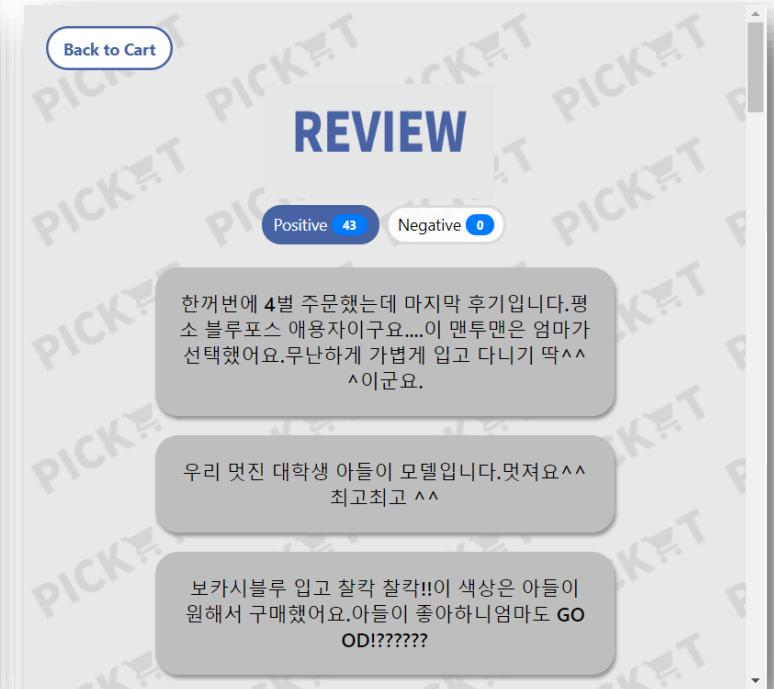 Back to Cart
REVIEW
Positive 43
Negative 0
한꺼번에 4벌 주문했는데 마지막 후기입니다.평
소 블루포스 애용자이구요....이 맨투맨은 엄마가
선택했어요.무난하게 가볍게 입고 다니기 딱^^
^이군요.
우리 멋진 대학생 아들이 모델입니다.멋져요^^
최고최고 ^^
보카시블루 입고 찰칵 찰칵!!이 색상은 아들이
원해서 구매했어요.아들이 좋아하니엄마도 GO
OD!??????
PICKET